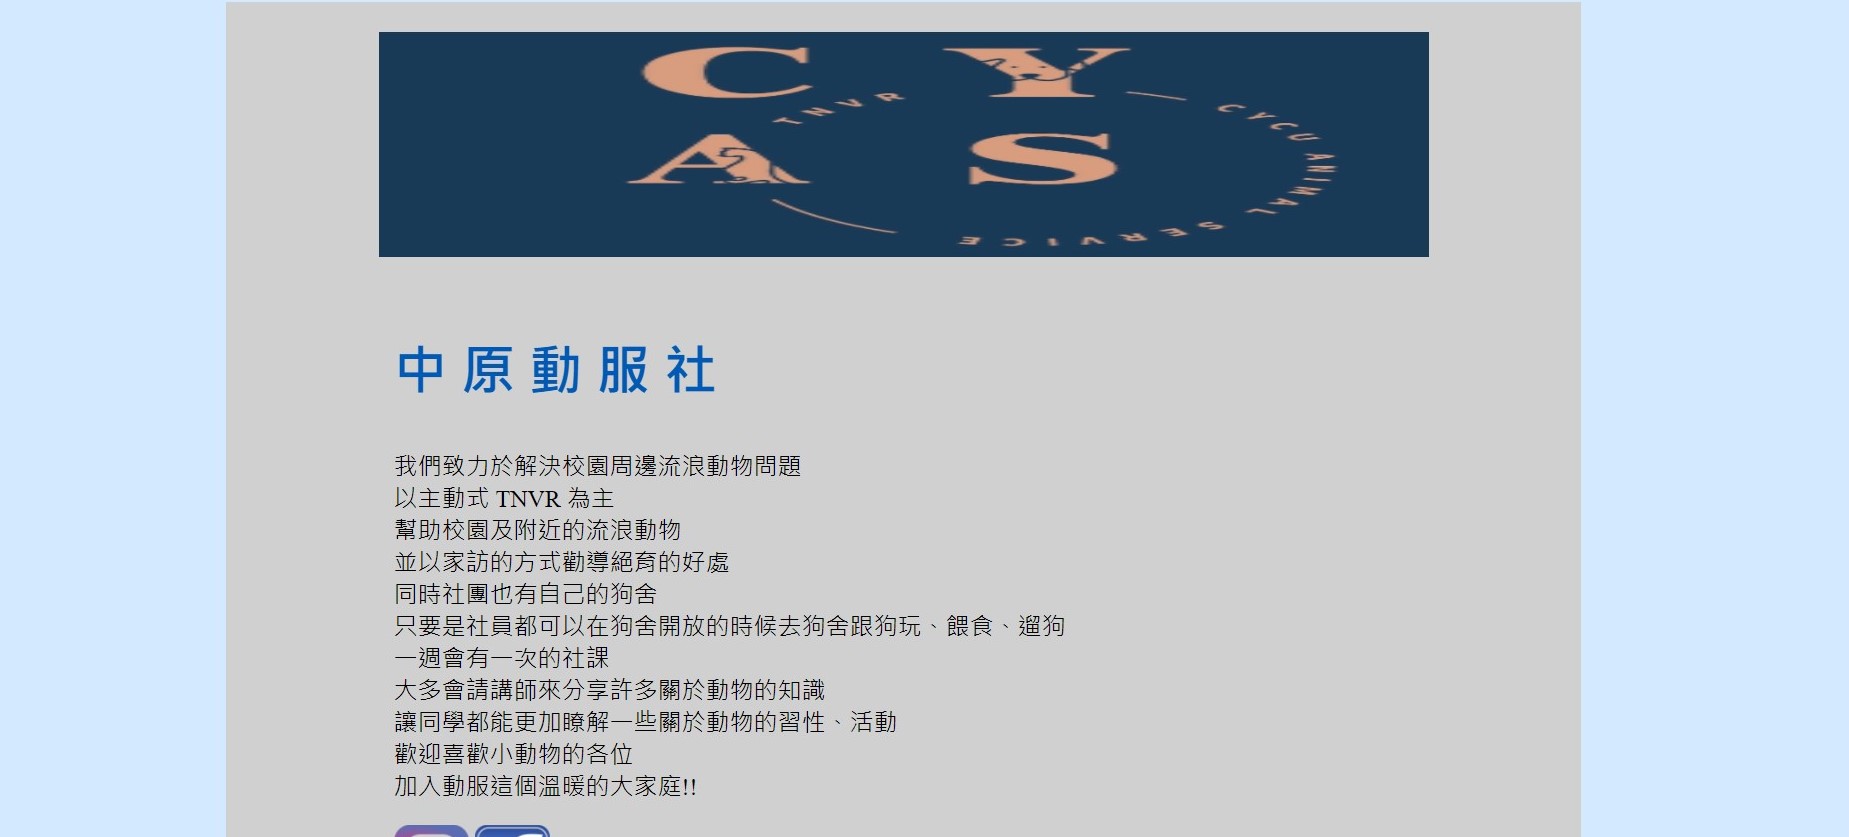 C Y
A S
TNVR — CYCU ANIMAL SERVICE
中原動服社
我們致力於解決校園周邊流浪動物問題
以主動式 TNVR 為主
幫助校園及附近的流浪動物
並以家訪的方式勸導絕育的好處
同時社團也有自己的狗舍
只要是社員都可以在狗舍開放的時候去狗舍跟狗玩、餵食、遛狗
一週會有一次的社課
大多會請講師來分享許多關於動物的知識
讓同學都能更加瞭解一些關於動物的習性、活動
歡迎喜歡小動物的各位
加入動服這個溫暖的大家庭!!